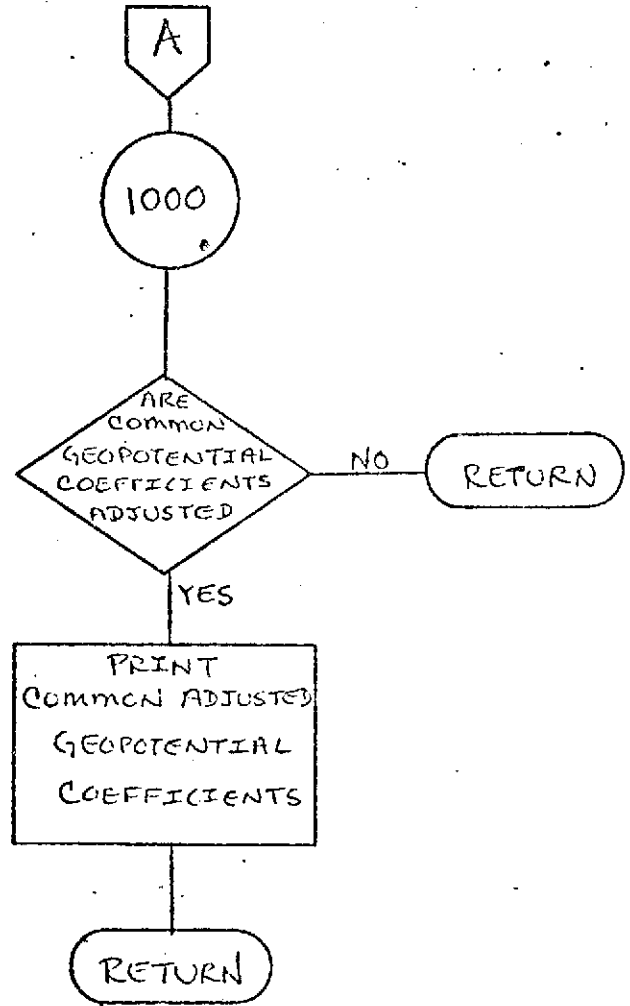 A
1000
ARE
COMMON
GEOPOTENTIAL
COEFFICIENTS
ADJUSTED
NO
RETURN
YES
PRINT
COMMON ADJUSTED
GEOPOTENTIAL
COEFFICIENTS
RETURN